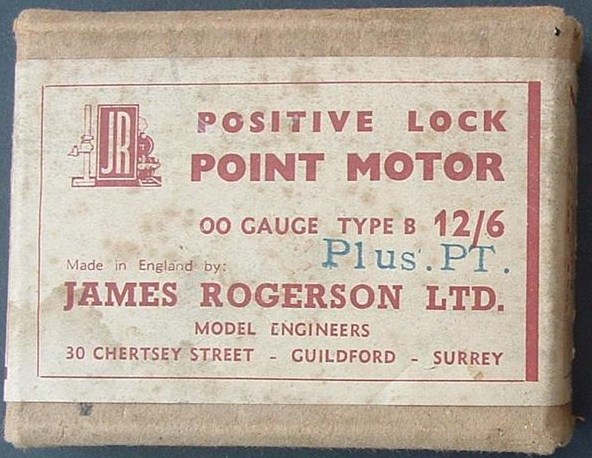 JR
POSITIVE LOCK
POINT MOTOR
OO GAUGE TYPE B 12/6
Plus. PT.
Made in England by:
JAMES ROGERSON LTD.
MODEL ENGINEERS
30 CHERTSEY STREET - GUILDFORD - SURREY